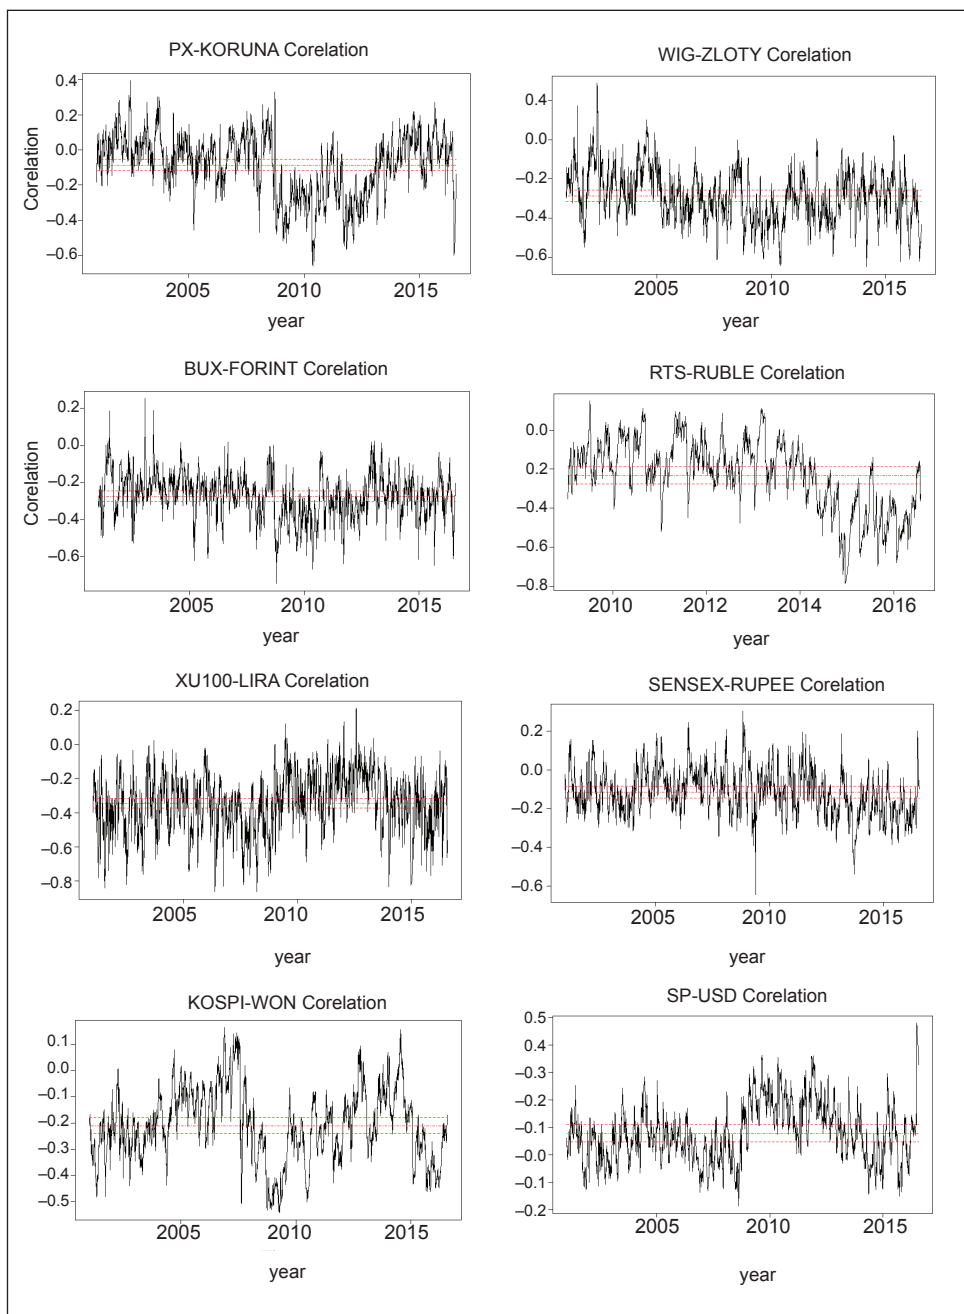 PX-KORUNA Corelation
0.4
0.2
0.0
–0.2
–0.4
–0.6
Corelation
2005 2010 2015
year
WIG-ZLOTY Corelation
0.4
0.0
–0.2
–0.4
–0.6
2005 2010 2015
year
BUX-FORINT Corelation
0.2
0.0
–0.2
–0.4
–0.6
Corelation
2005 2010 2015
year
RTS-RUBLE Corelation
0.0
0.2
–0.4
–0.6
–0.8
2010 2012 2014 2016
year
XU100-LIRA Corelation
0.2
0.0
–0.2
–0.4
–0.6
–0.8
2005 2010 2015
year
SENSEX-RUPEE Corelation
0.2
0.0
–0.2
–0.4
–0.6
2005 2010 2015
year
KOSPI-WON Corelation
0.1
0.0
–0.1
–0.2
–0.3
–0.4
–0.5
2005 2010 2015
year
SP-USD Corelation
0.5
0.4
–0.3
–0.2
–0.1
–0.0
–0.1
–0.2
2005 2010 2015
year